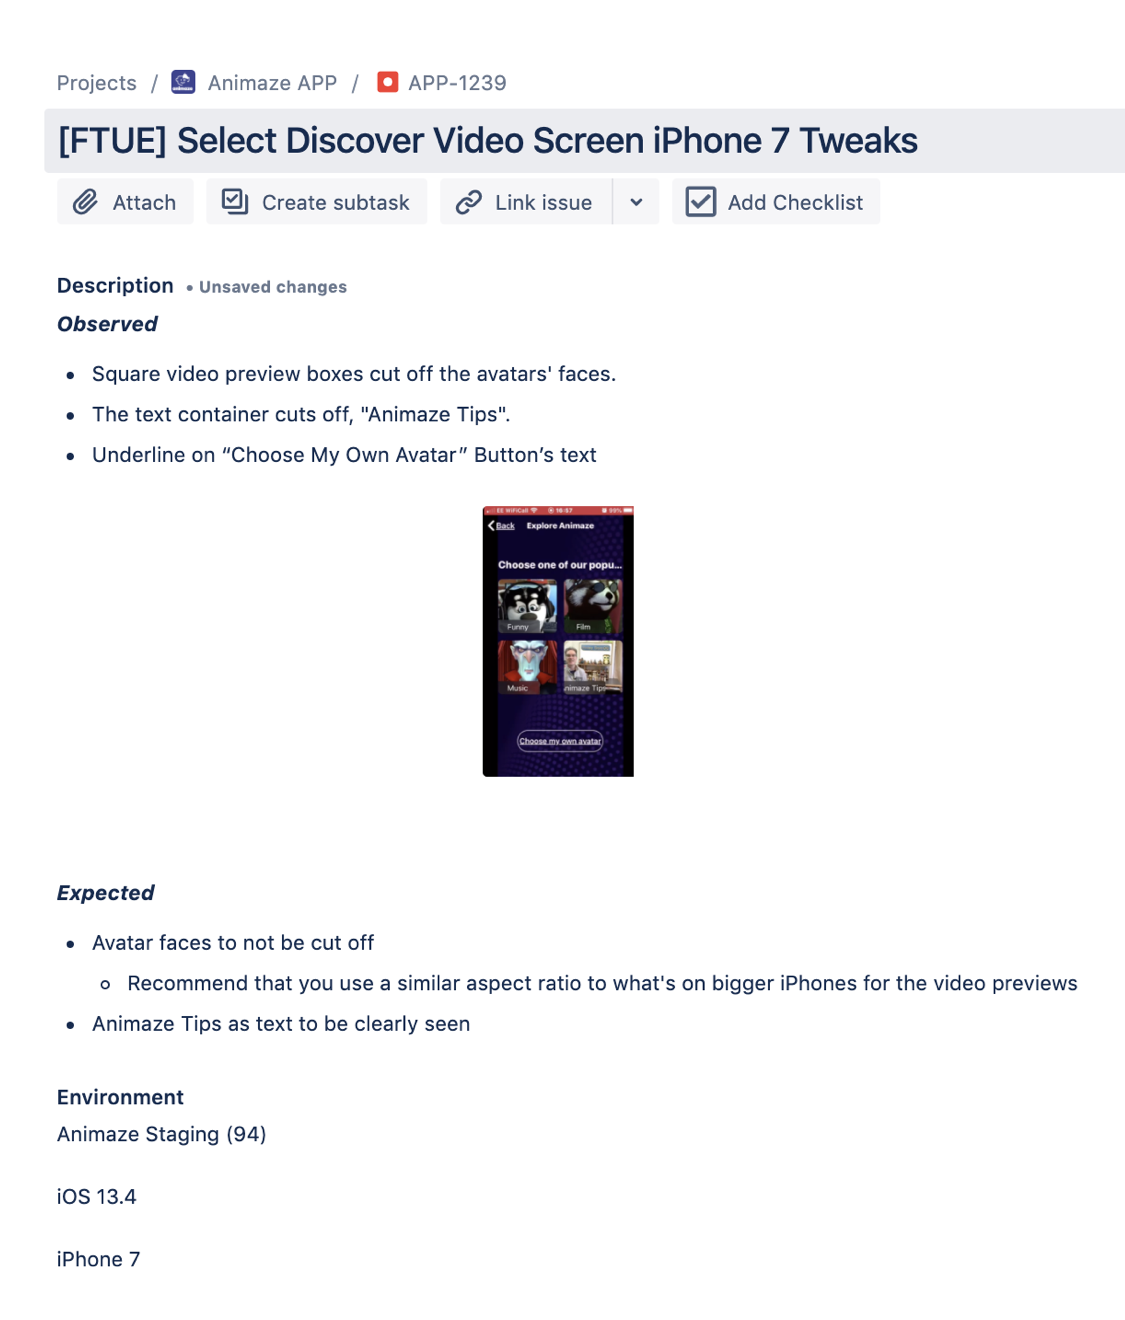 Projects / Animaze APP / APP-1239
[FTUE] Select Discover Video Screen iPhone 7 Tweaks
Attach Create subtask Link issue Add Checklist
Description • Unsaved changes
Observed
• Square video preview boxes cut off the avatars' faces.
• The text container cuts off, "Animaze Tips".
• Underline on “Choose My Own Avatar” Button’s text
EE WiFiCall 16:57 99%
Back Explore Animaze
Choose one of our popu...
Funny Film
Music nimaze Tips
Choose my own avatar
Expected
• Avatar faces to not be cut off
Recommend that you use a similar aspect ratio to what's on bigger iPhones for the video previews
• Animaze Tips as text to be clearly seen
Environment
Animaze Staging (94)
iOS 13.4
iPhone 7